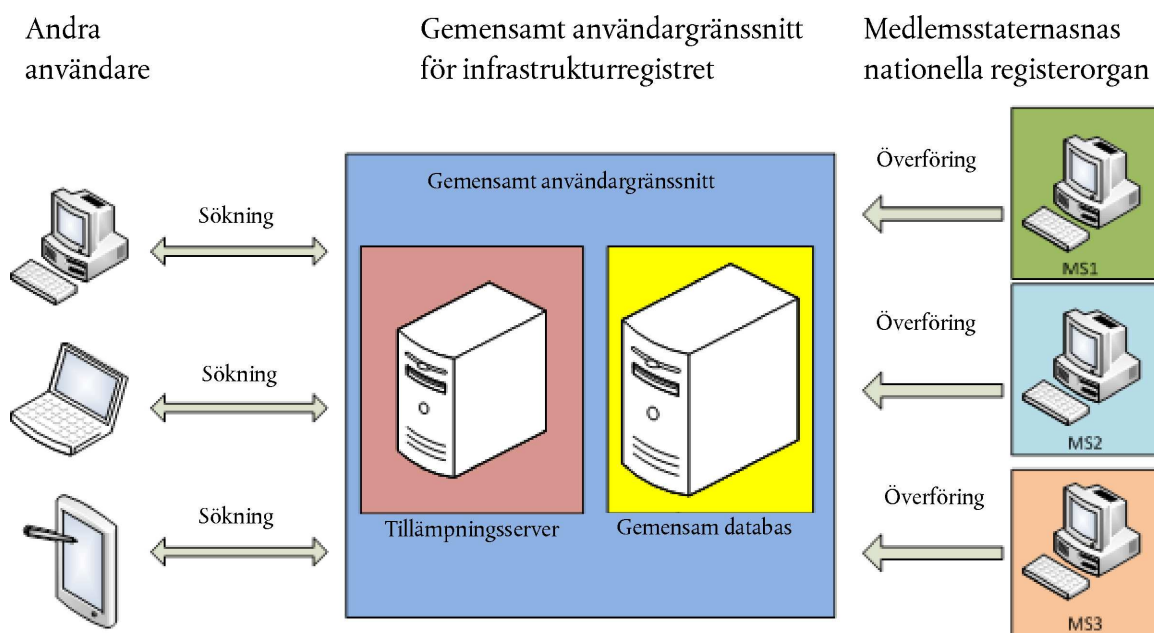 Andra
användare
Gemensamt användargränssnitt
för infrastrukturregistret
Medlemsstaternasnas
nationella registerorgan
Gemensamt användargränssnitt
Sökning
Sökning
Sökning
Tillämpningsserver
Gemensam databas
Överföring
MS1
Överföring
MS2
Överföring
MS3